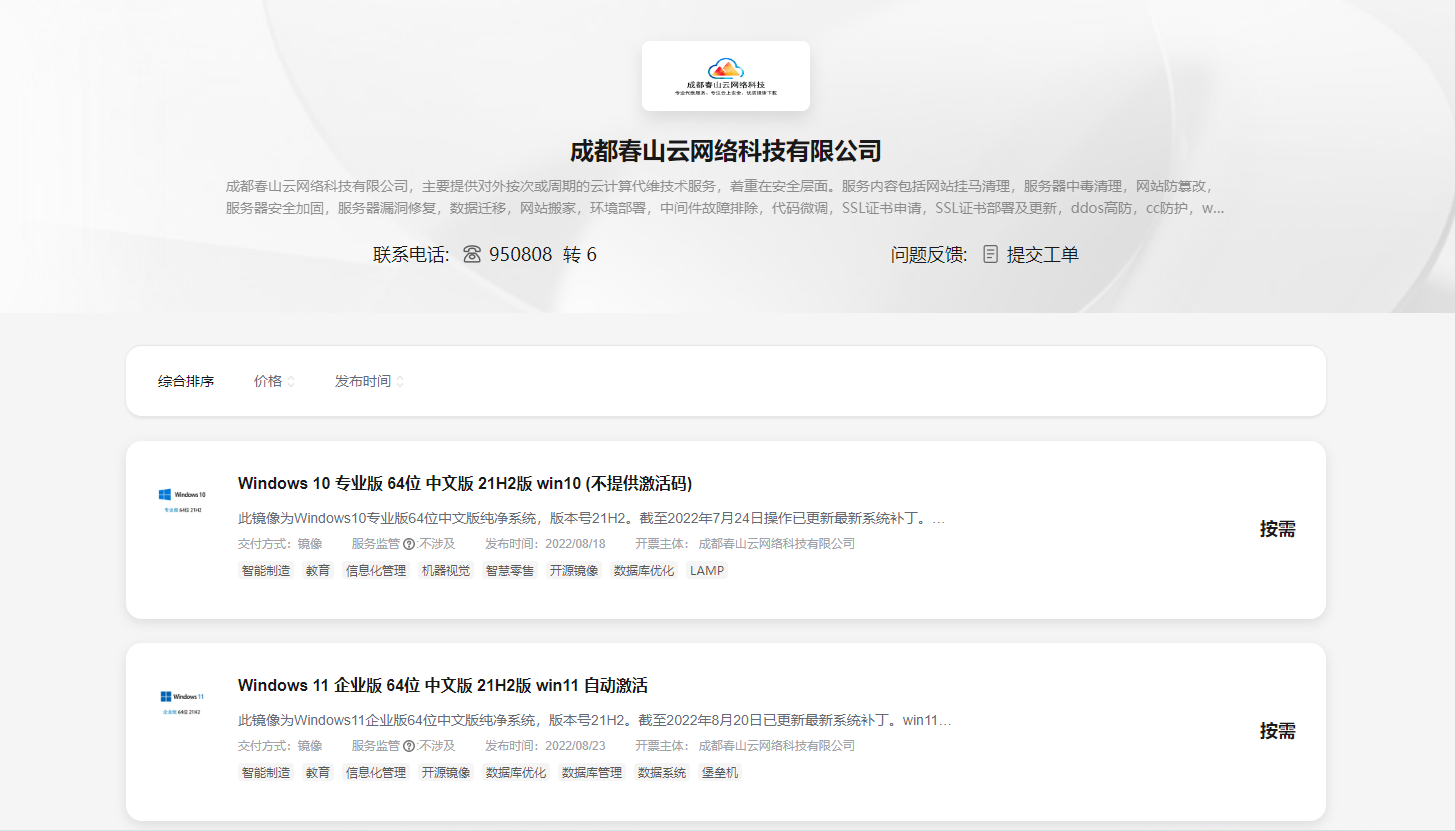 成都春山云网络科技
专业代维服务，专注云上安全，优质镜像下载
成都春山云网络科技有限公司
成都春山云网络科技有限公司，主要提供对外按次或周期的云计算代维技术服务，着重在安全层面。服务内容包括网站挂马清理，服务器中毒清理，网站防篡改，
服务器安全加固，服务器漏洞修复，数据迁移，网站搬家，环境部署，中间件故障排除，代码微调，SSL证书申请，SSL证书部署及更新，ddos高防，cc防护，w...
联系电话: 950808 转 6 问题反馈: 提交工单
综合排序 价格 发布时间
Windows 10
专业版 64位 21H2
Windows 10 专业版 64位 中文版 21H2版 win10 (不提供激活码)
此镜像为Windows10专业版64位中文版纯净系统，版本号21H2。截至2022年7月24日操作已更新最新系统补丁。...
按需
交付方式：镜像 服务监管?:不涉及 发布时间：2022/08/18 开票主体： 成都春山云网络科技有限公司
智能制造 教育 信息化管理 机器视觉 智慧零售 开源镜像 数据库优化 LAMP
Windows 11
企业版 64位 21H2
Windows 11 企业版 64位 中文版 21H2版 win11 自动激活
此镜像为Windows11企业版64位中文版纯净系统，版本号21H2。截至2022年8月20日已更新最新系统补丁。win11...
按需
交付方式：镜像 服务监管?:不涉及 发布时间：2022/08/23 开票主体： 成都春山云网络科技有限公司
智能制造 教育 信息化管理 开源镜像 数据库优化 数据库管理 数据系统 堡垒机